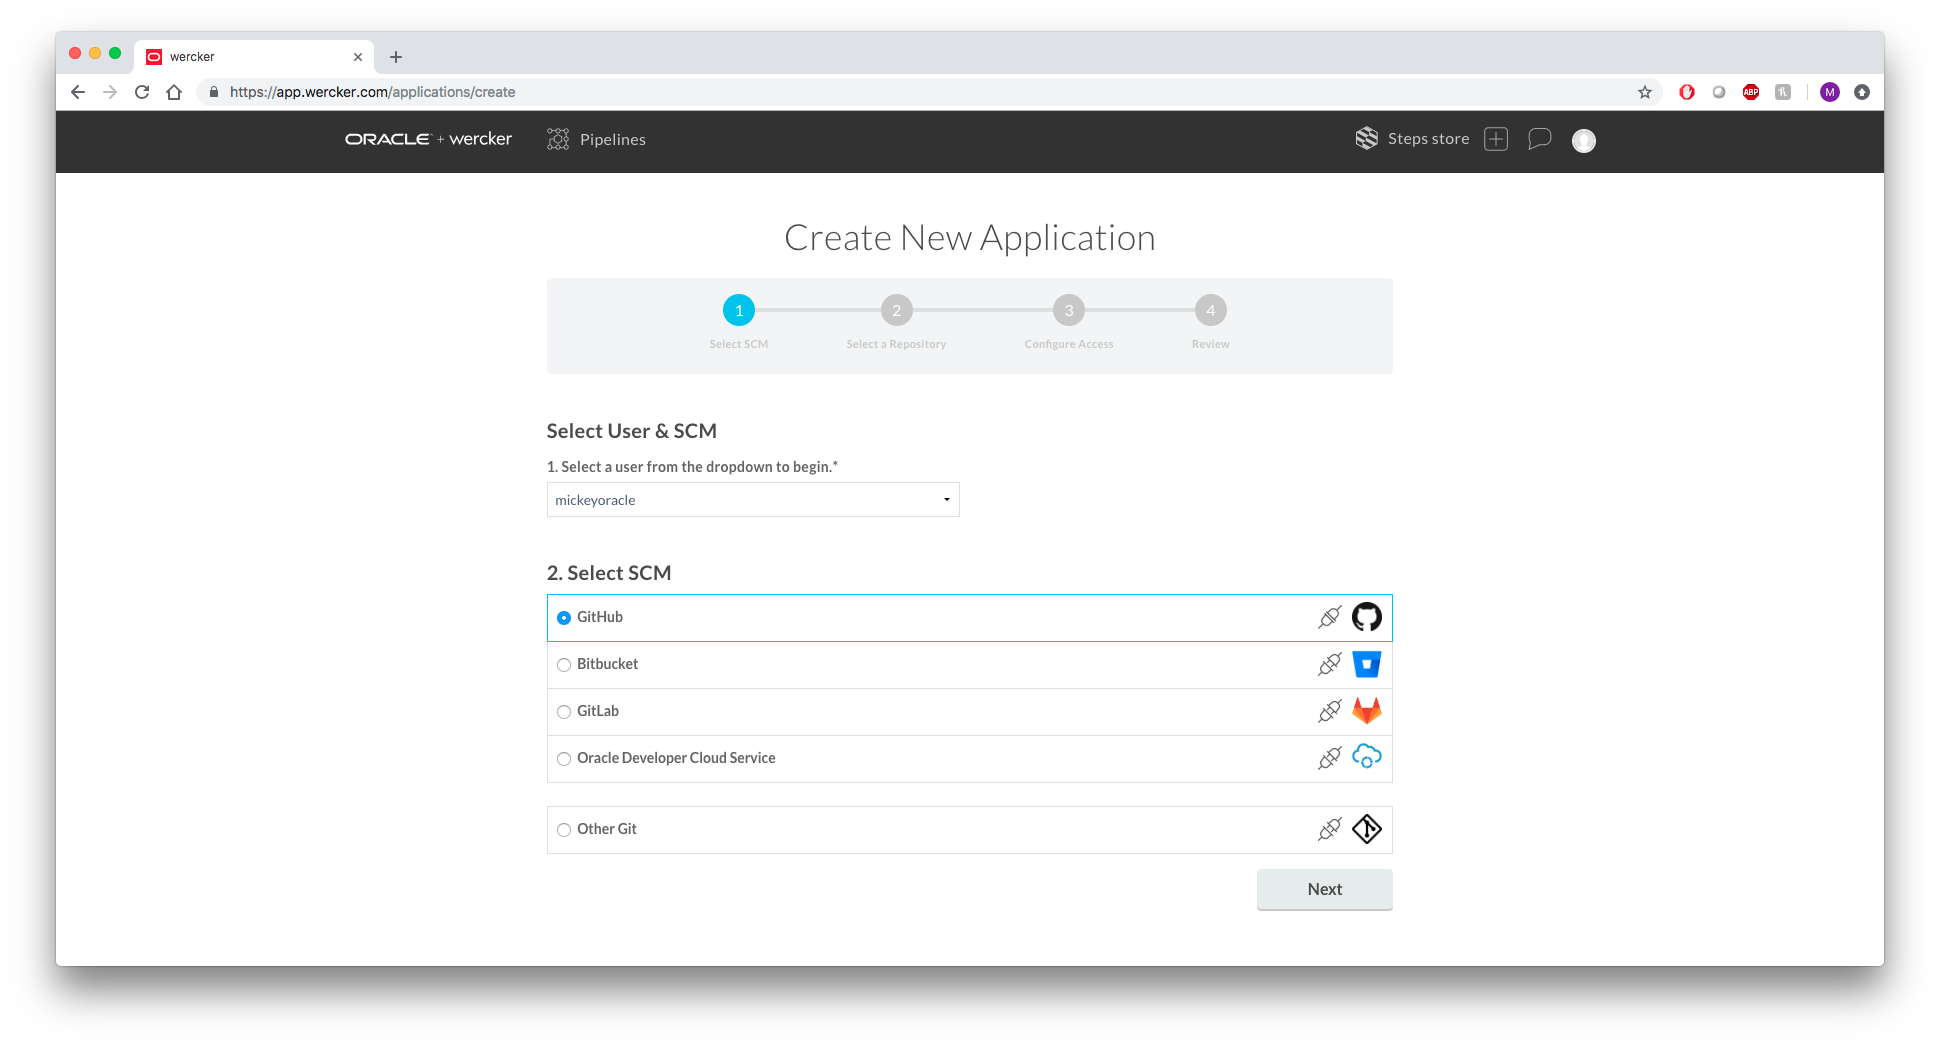 wercker
https://app.wercker.com/applications/create
ABP
M
ORACLE + wercker
Pipelines
Steps store
Create New Application
1
2
3
4
Select SCM
Select a Repository
Configure Access
Review
Select User & SCM
1. Select a user from the dropdown to begin.*
mickeyoracle
2. Select SCM
GitHub
Bitbucket
GitLab
Oracle Developer Cloud Service
Other Git
Next